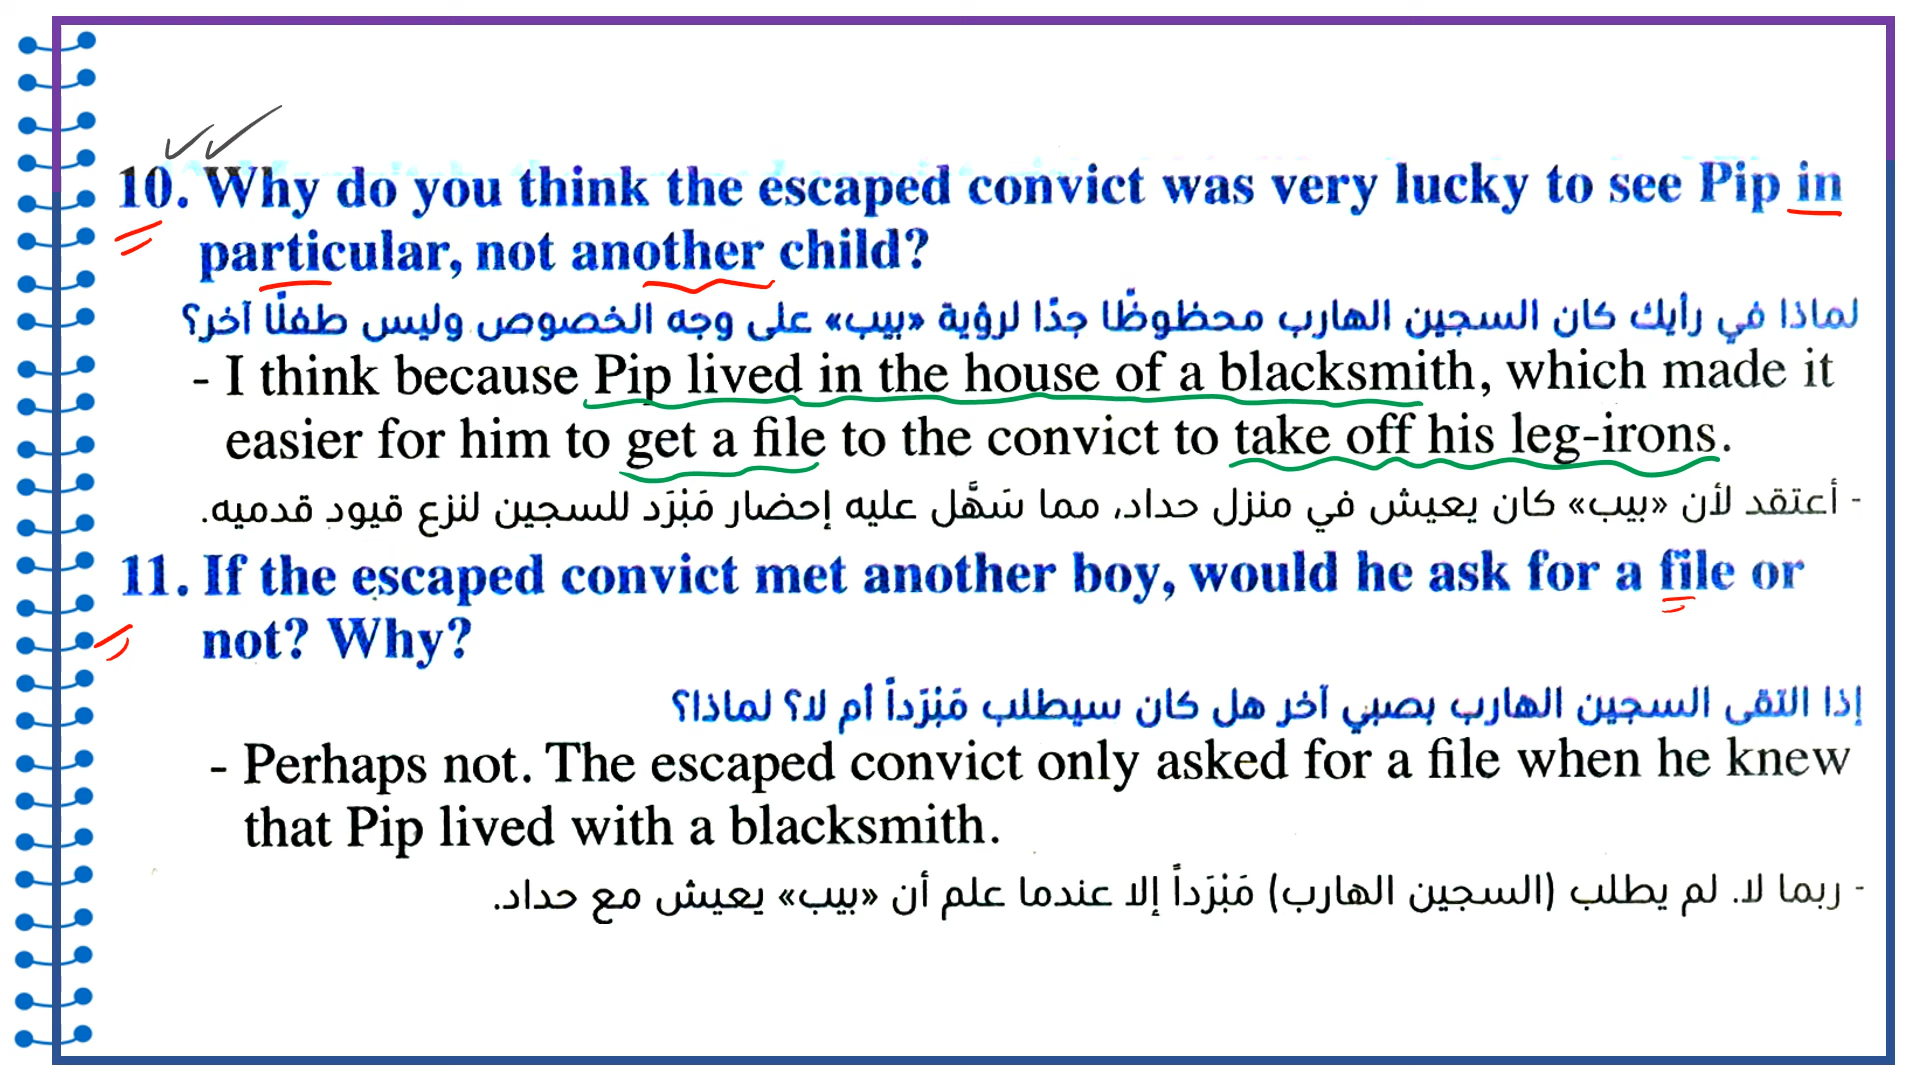 10. Why do you think the escaped convict was very lucky to see Pip in
particular, not another child?
لماذا في رأيك كان السجين الهارب محظوظًا جدًا لرؤية «بيب» على وجه الخصوص وليس طفلًا آخر؟
- I think because Pip lived in the house of a blacksmith, which made it
easier for him to get a file to the convict to take off his leg-irons.
- أعتقد لأن «بيب» كان يعيش في منزل حداد، مما سَهَّل عليه إحضار مَبْرَد للسجين لنزع قيود قدميه.
11. If the escaped convict met another boy, would he ask for a file or
not? Why?
إذا التقى السجين الهارب بصبي آخر هل كان سيطلب مَبْرَداً أم لا؟ لماذا؟
- Perhaps not. The escaped convict only asked for a file when he knew
that Pip lived with a blacksmith.
- ربما لا. لم يطلب (السجين الهارب) مَبْرَداً إلا عندما علم أن «بيب» يعيش مع حداد.